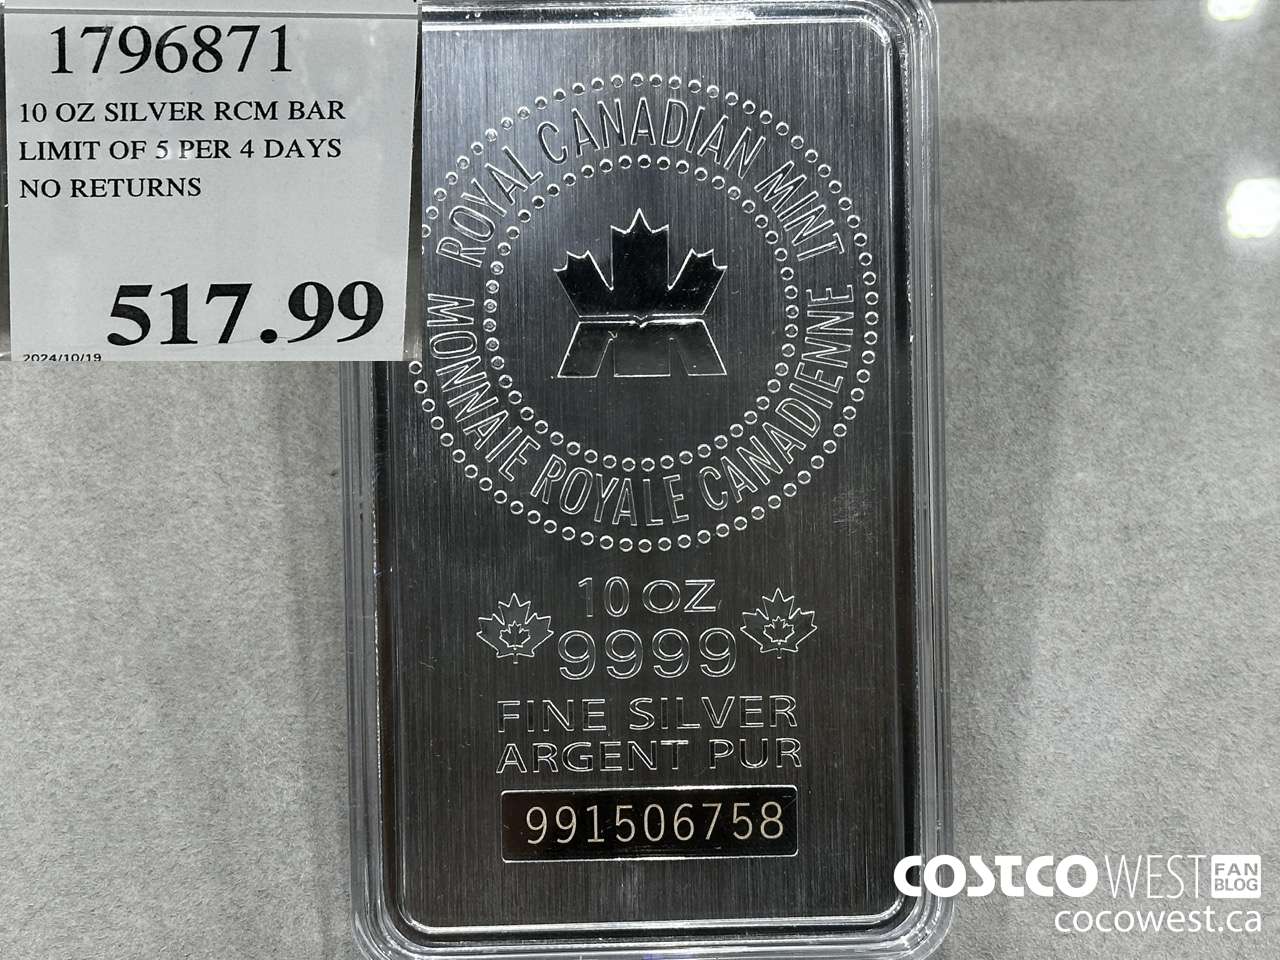 1796871
10 OZ SILVER RCM BAR
LIMIT OF 5 PER 4 DAYS
NO RETURNS
517.99
2024/10/19
ROYAL CANADIAN MINT
MONNAIE ROYALE CANADIENNE
10 OZ
9999
FINE SILVER
ARGENT PUR
991506758
COSTCO WEST FAN BLOG
cocowest.ca